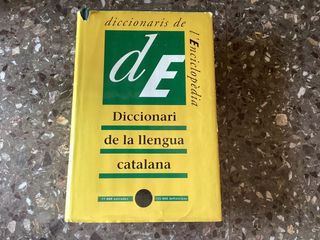 diccionaris de
l'Enciclopèdia
dE
Diccionari
de la llengua
catalana